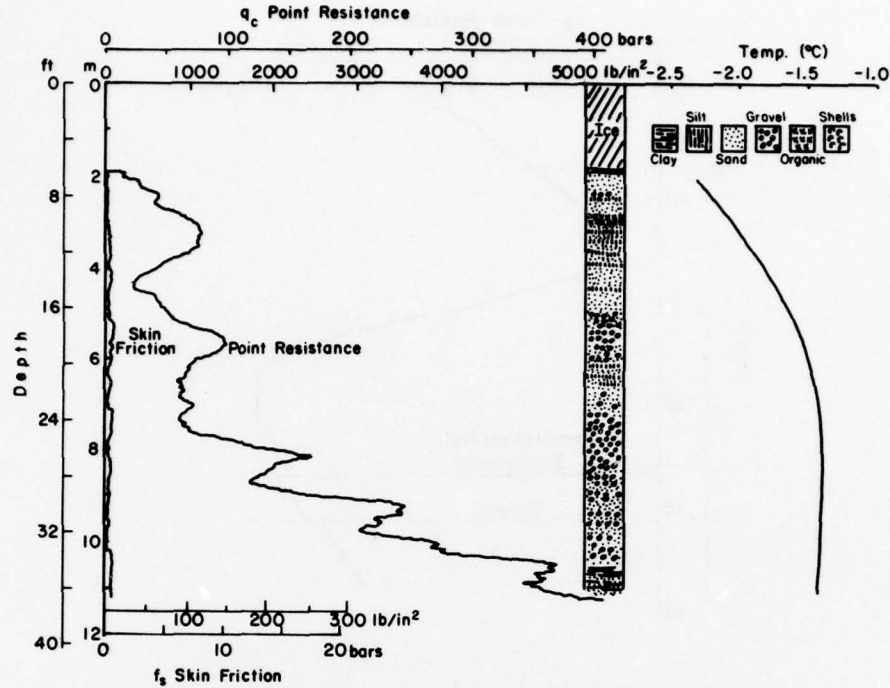 q_c Point Resistance
0 100 200 300 400 bars
Temp. (°C)
ft m 0 1000 2000 3000 4000 5000 lb/in² -2.5 -2.0 -1.5 -1.0
0 0
Ice
Silt Gravel Shells
Clay Sand Organic
2
8
4
16
Skin Friction
Point Resistance
6
Depth
24
8
32
10
100 200 300 lb/in²
40 12
0 10 20 bars
f_s Skin Friction